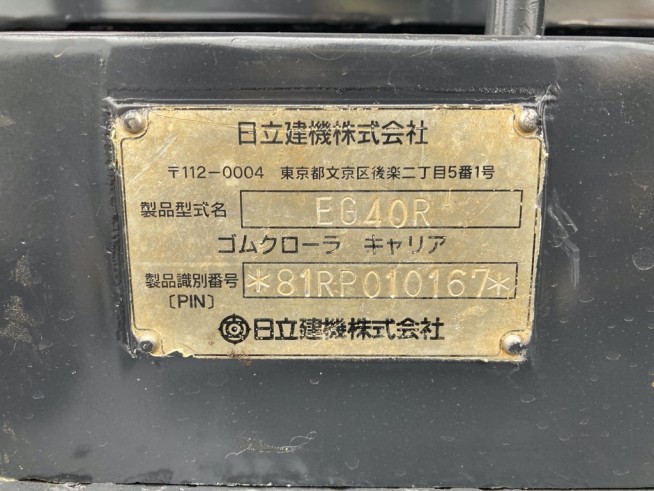 日立建機株式会社
〒112-0004 東京都文京区後楽二丁目5番1号
製品型式名 EG40R
ゴムクローラ キャリア
製品識別番号 *81RP010167*
〔PIN〕
日立建機株式会社